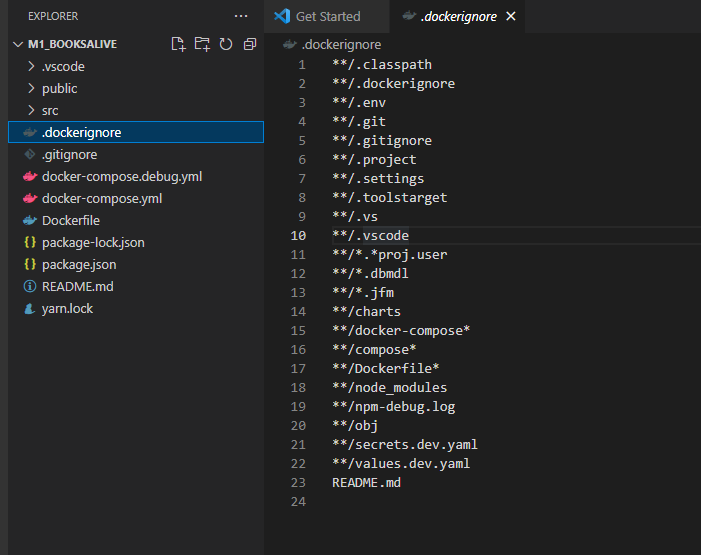 EXPLORER
···
M1_BOOKSALIVE
.vscode
public
src
.dockerignore
.gitignore
docker-compose.debug.yml
docker-compose.yml
Dockerfile
package-lock.json
package.json
README.md
yarn.lock
Get Started
.dockerignore
.dockerignore
1 **/.classpath
2 **/.dockerignore
3 **/.env
4 **/.git
5 **/.gitignore
6 **/.project
7 **/.settings
8 **/.toolstarget
9 **/.vs
10 **/.vscode
11 **/*.*proj.user
12 **/*.dbmdl
13 **/*.jfm
14 **/charts
15 **/docker-compose*
16 **/compose*
17 **/Dockerfile*
18 **/node_modules
19 **/npm-debug.log
20 **/obj
21 **/secrets.dev.yaml
22 **/values.dev.yaml
23 README.md
24